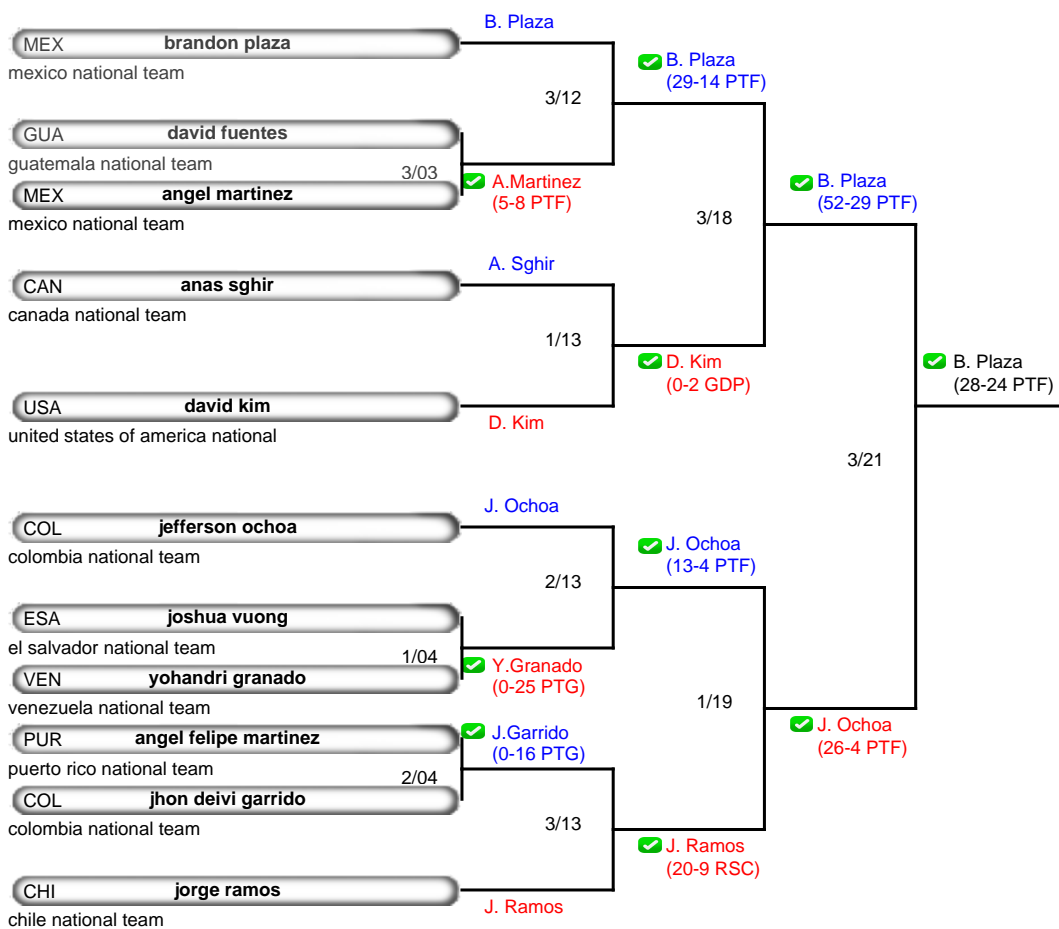 B. Plaza
MEX brandon plaza
mexico national team
B. Plaza
(29-14 PTF)
3/12
GUA david fuentes
guatemala national team
3/03
A.Martinez
(5-8 PTF)
MEX angel martinez
mexico national team
B. Plaza
(52-29 PTF)
3/18
A. Sghir
CAN anas sghir
canada national team
1/13
D. Kim
(0-2 GDP)
B. Plaza
(28-24 PTF)
USA david kim
united states of america national
D. Kim
3/21
J. Ochoa
COL jefferson ochoa
colombia national team
J. Ochoa
(13-4 PTF)
2/13
ESA joshua vuong
el salvador national team
1/04
Y.Granado
(0-25 PTG)
VEN yohandri granado
venezuela national team
1/19
J. Ochoa
(26-4 PTF)
PUR angel felipe martinez
puerto rico national team
J.Garrido
(0-16 PTG)
2/04
COL jhon deivi garrido
colombia national team
3/13
J. Ramos
(20-9 RSC)
CHI jorge ramos
chile national team
J. Ramos